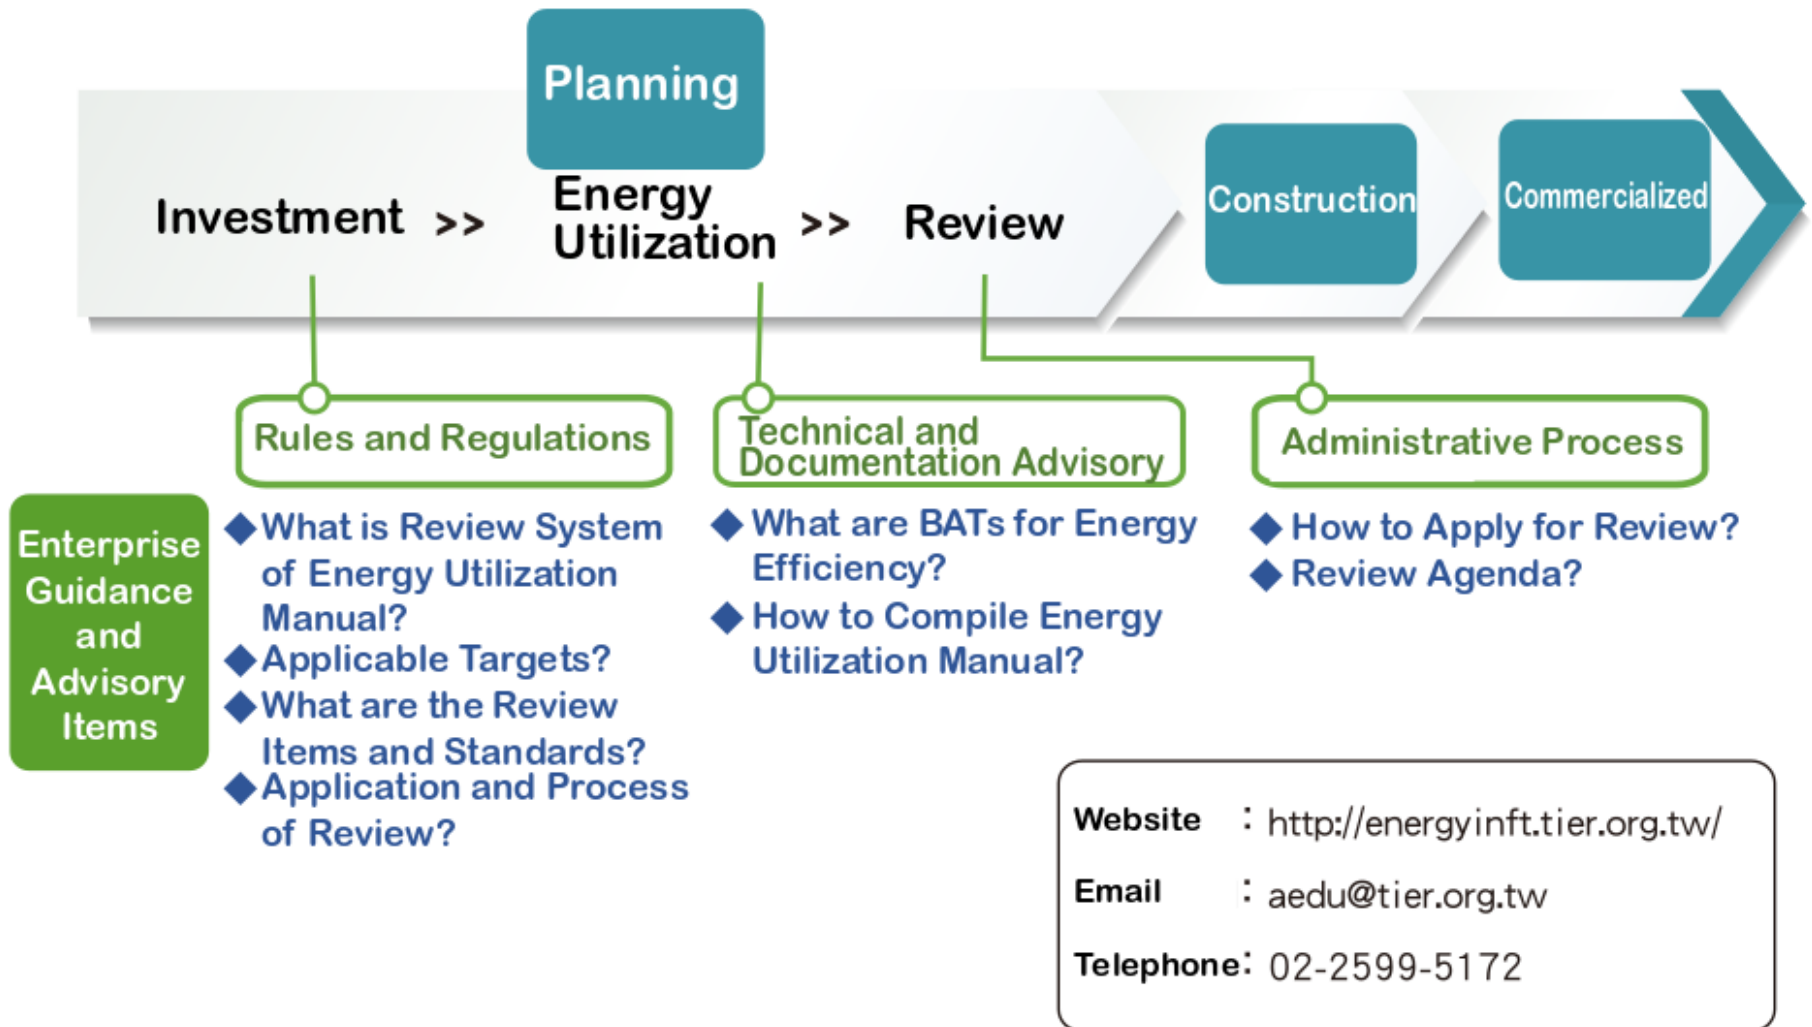 Planning
Investment >> Energy
Utilization >> Review
Construction
Commercialized
Rules and Regulations
Technical and
Documentation Advisory
Administrative Process
Enterprise
Guidance
and
Advisory
Items
◆What is Review System
of Energy Utilization
Manual?
◆Applicable Targets?
◆What are the Review
Items and Standards?
◆Application and Process
of Review?
◆What are BATs for Energy
Efficiency?
◆How to Compile Energy
Utilization Manual?
◆How to Apply for Review?
◆Review Agenda?
Website : http://energyinft.tier.org.tw/
Email : aedu@tier.org.tw
Telephone: 02-2599-5172